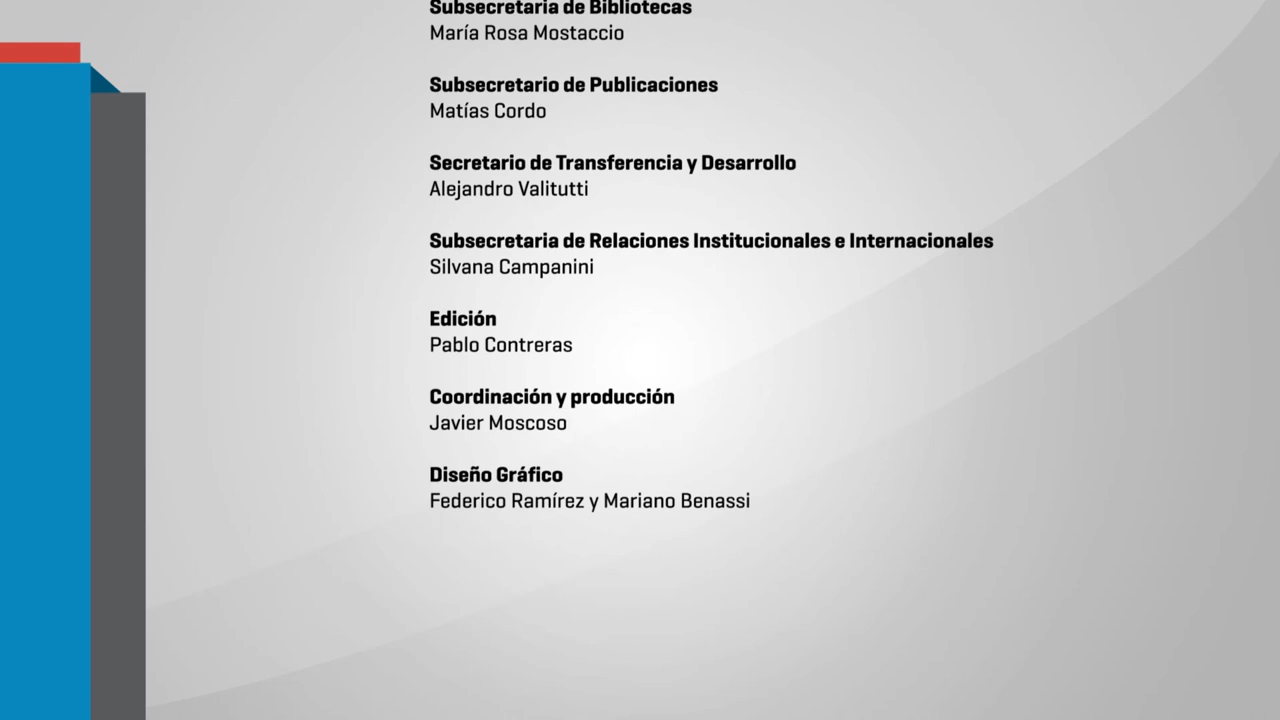 Subsecretaria de Bibliotecas
María Rosa Mostaccio
Subsecretario de Publicaciones
Matías Cordo
Secretario de Transferencia y Desarrollo
Alejandro Valitutti
Subsecretaria de Relaciones Institucionales e Internacionales
Silvana Campanini
Edición
Pablo Contreras
Coordinación y producción
Javier Moscoso
Diseño Gráfico
Federico Ramírez y Mariano Benassi